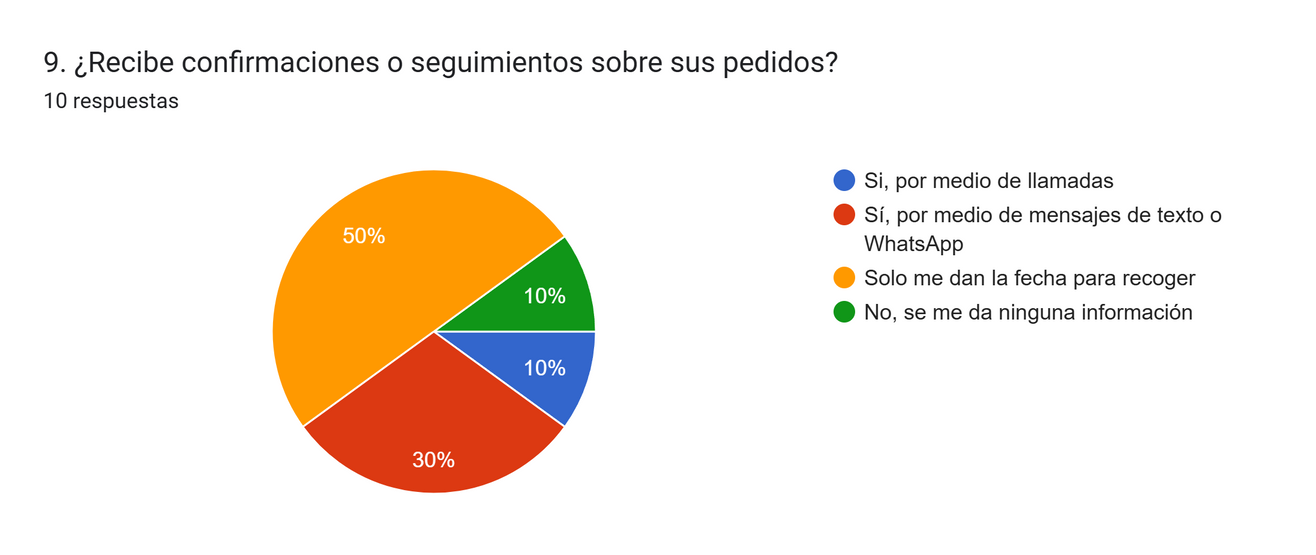 9. ¿Recibe confirmaciones o seguimientos sobre sus pedidos?
10 respuestas
50%
10%
10%
30%
Si, por medio de llamadas
Sí, por medio de mensajes de texto o
WhatsApp
Solo me dan la fecha para recoger
No, se me da ninguna información